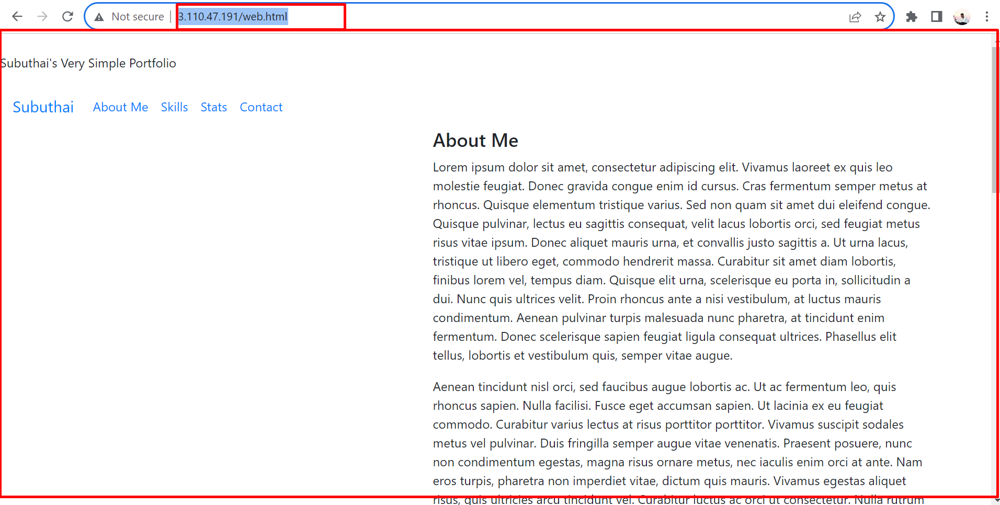 Not secure | 3.110.47.191/web.html
Subuthai's Very Simple Portfolio
Subuthai About Me Skills Stats Contact
About Me
Lorem ipsum dolor sit amet, consectetur adipiscing elit. Vivamus laoreet ex quis leo
molestie feugiat. Donec gravida congue enim id cursus. Cras fermentum semper metus at
rhoncus. Quisque elementum tristique varius. Sed non quam sit amet dui eleifend congue.
Quisque pulvinar, lectus eu sagittis consequat, velit lacus lobortis orci, sed feugiat metus
risus vitae ipsum. Donec aliquet mauris urna, et convallis justo sagittis a. Ut urna lacus,
tristique ut libero eget, commodo hendrerit massa. Curabitur sit amet diam lobortis,
finibus lorem vel, tempus diam. Quisque elit urna, scelerisque eu porta in, sollicitudin a
dui. Nunc quis ultrices velit. Proin rhoncus ante a nisi vestibulum, at luctus mauris
condimentum. Aenean pulvinar turpis malesuada nunc pharetra, at tincidunt enim
fermentum. Donec scelerisque sapien feugiat ligula consequat ultrices. Phasellus elit
tellus, lobortis et vestibulum quis, semper vitae augue.
Aenean tincidunt nisl orci, sed faucibus augue lobortis ac. Ut ac fermentum leo, quis
rhoncus sapien. Nulla facilisi. Fusce eget accumsan sapien. Ut lacinia ex eu feugiat
commodo. Curabitur varius lectus at risus porttitor porttitor. Vivamus suscipit sodales
metus vel pulvinar. Duis fringilla semper augue vitae venenatis. Praesent posuere, nunc
non condimentum egestas, magna risus ornare metus, nec iaculis enim orci at ante. Nam
eros turpis, pharetra non imperdiet vitae, dictum quis mauris. Vivamus egestas aliquet
risus, quis ultricies arcu tincidunt vel. Curabitur luctus ac orci ut consectetur. Nulla rutrum